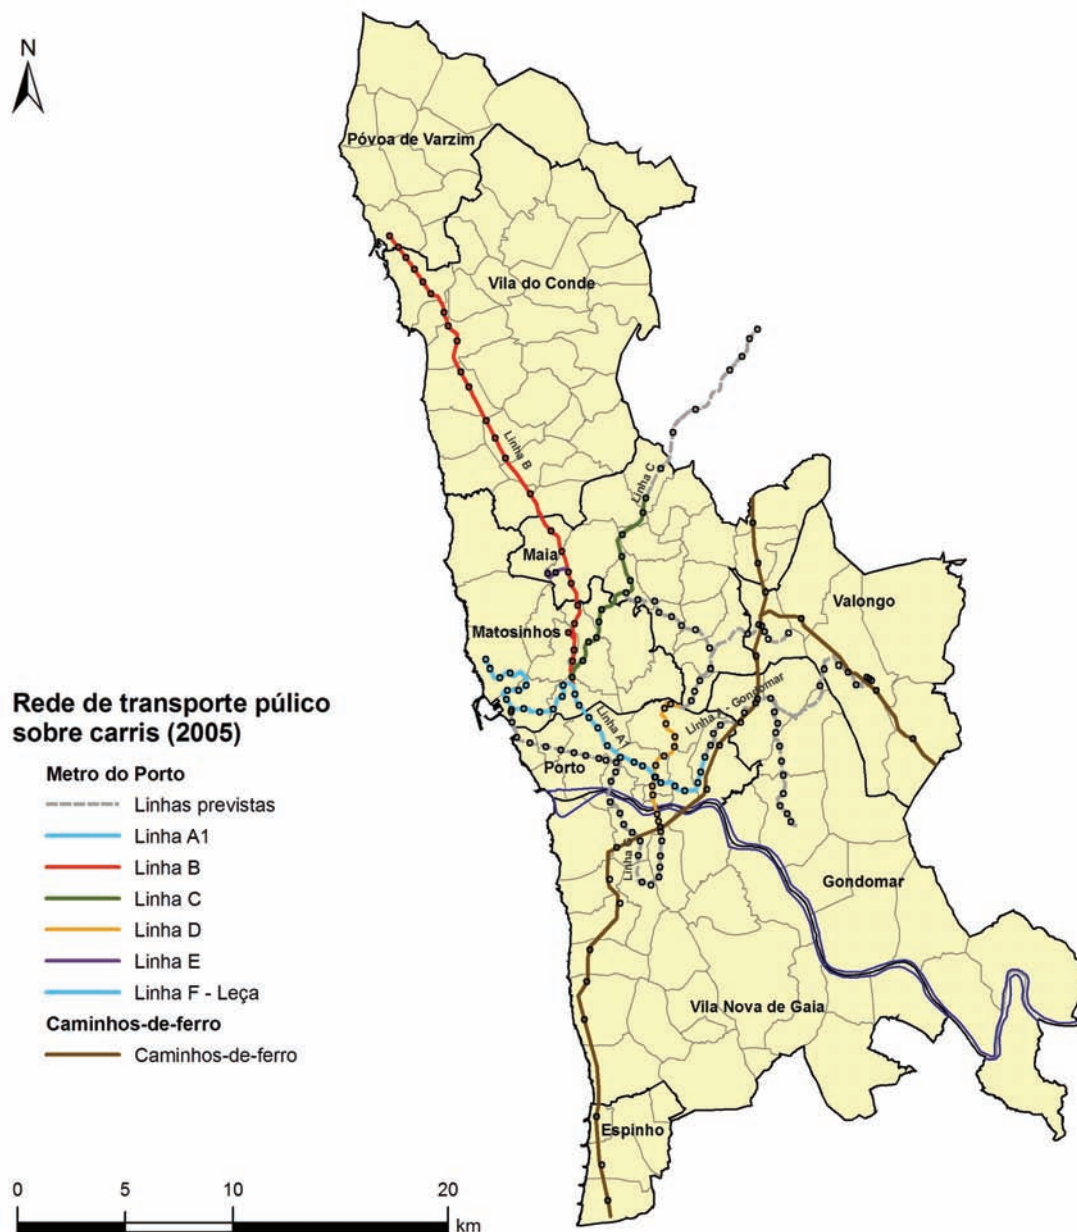 N
Póvoa de Varzim
Vila do Conde
Linha B
Linha C
Maia
Valongo
Matosinhos
Linha A1
- Gondomar
Porto
Linha
Gondomar
Vila Nova de Gaia
Espinho
Rede de transporte púlico
sobre carris (2005)
Metro do Porto
Linhas previstas
Linha A1
Linha B
Linha C
Linha D
Linha E
Linha F - Leça
Caminhos-de-ferro
Caminhos-de-ferro
0 5 10 20
km